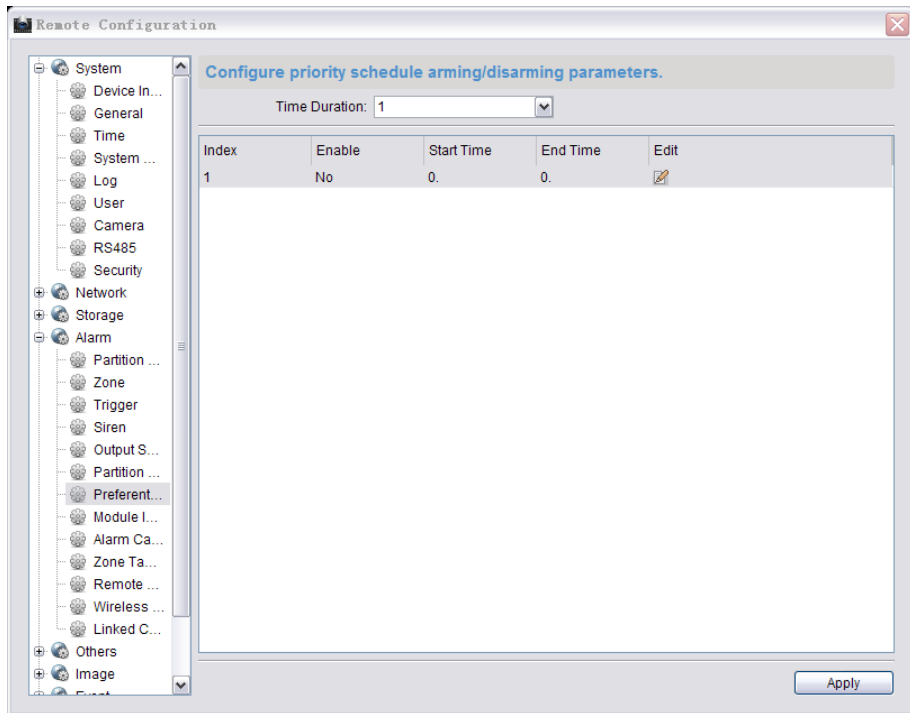 Remote Configuration
System
Device In...
General
Time
System ...
Log
User
Camera
RS485
Security
Network
Storage
Alarm
Partition ...
Zone
Trigger
Siren
Output S...
Partition ...
Preferent...
Module I...
Alarm Ca...
Zone Ta...
Remote ...
Wireless ...
Linked C...
Others
Image
Event
Configure priority schedule arming/disarming parameters.
Time Duration: 1
Index Enable Start Time End Time Edit
1 No 0. 0.
Apply